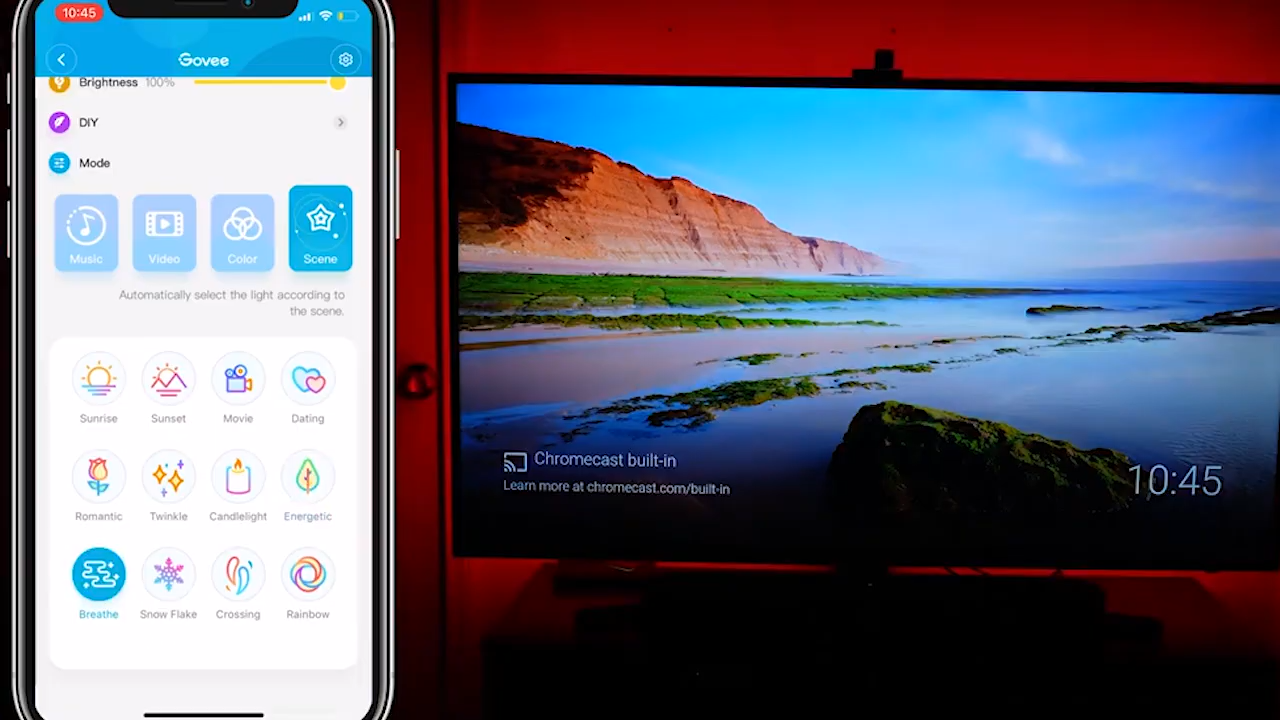 10:45
Govee
Brightness 100%
DIY
Mode
Music Video Color Scene
Automatically select the light according to
the scene.
Sunrise Sunset Movie Dating
Romantic Twinkle Candlelight Energetic
Breathe Snow Flake Crossing Rainbow
Chromecast built-in
Learn more at chromecast.com/built-in
10:45